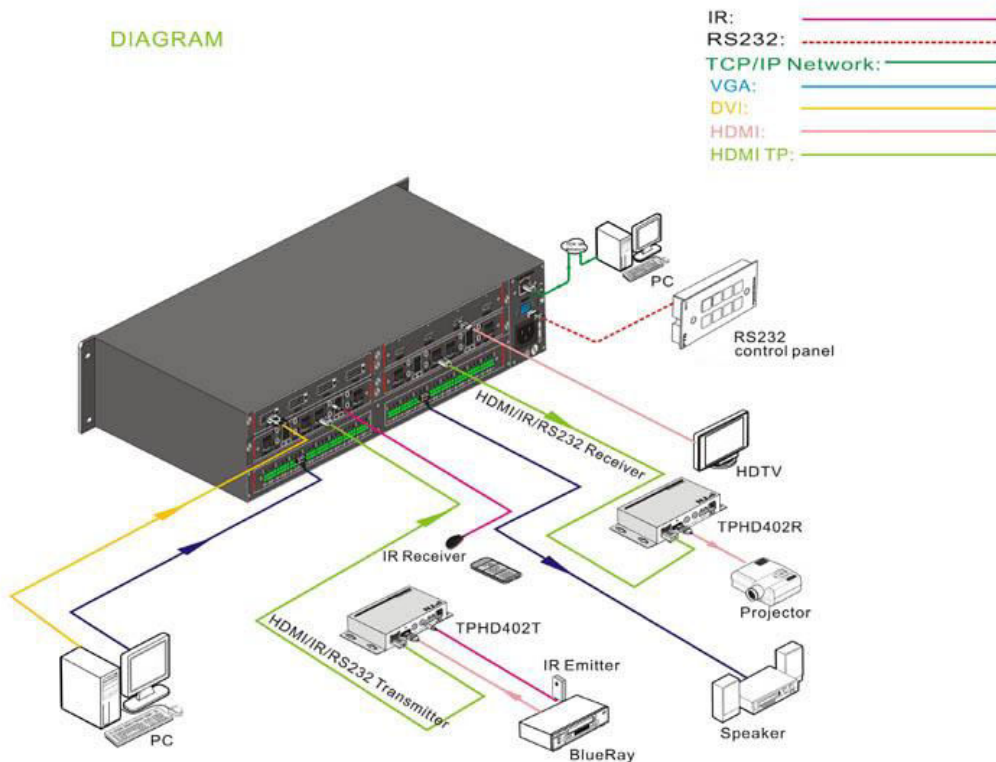 DIAGRAM
IR:
RS232:
TCP/IP Network:
VGA:
DVI:
HDMI:
HDMI TP:
PC
RS232
control panel
HDMI/IR/RS232 Receiver
HDTV
TPHD402R
IR Receiver
Projector
TPHD402T
HDMI/IR/RS232 Transmitter
IR Emitter
PC
BlueRay
Speaker